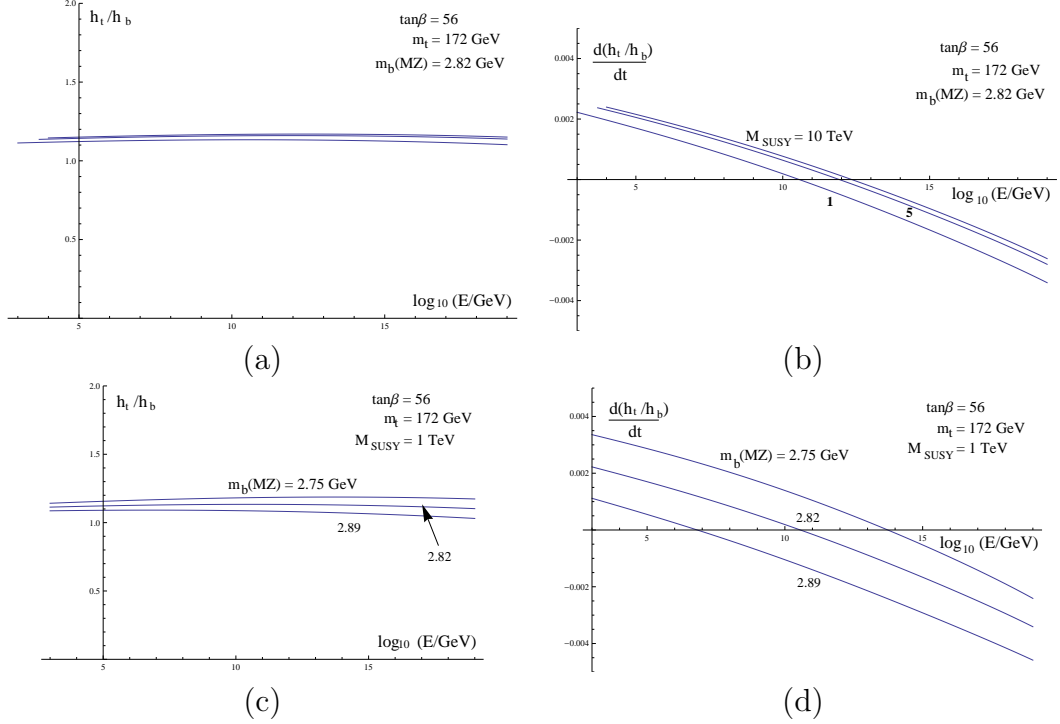 h_t/h_b
2.0
1.5
1.0
0.5
5
10
15
tanβ = 56
m_t = 172 GeV
m_b(MZ) = 2.82 GeV
log_10 (E/GeV)
(a)
d(h_t/h_b)
dt
0.004
0.002
−0.002
−0.004
5
10
15
tanβ = 56
m_t = 172 GeV
m_b(MZ) = 2.82 GeV
M_SUSY = 10 TeV
log_10 (E/GeV)
1
5
(b)
h_t/h_b
2.0
1.5
1.0
0.5
5
10
15
tanβ = 56
m_t = 172 GeV
M_SUSY = 1 TeV
m_b(MZ) = 2.75 GeV
2.89
2.82
log_10 (E/GeV)
(c)
d(h_t/h_b)
dt
0.004
0.002
−0.002
−0.004
5
10
15
tanβ = 56
m_t = 172 GeV
M_SUSY = 1 TeV
m_b(MZ) = 2.75 GeV
2.82
log_10 (E/GeV)
2.89
(d)